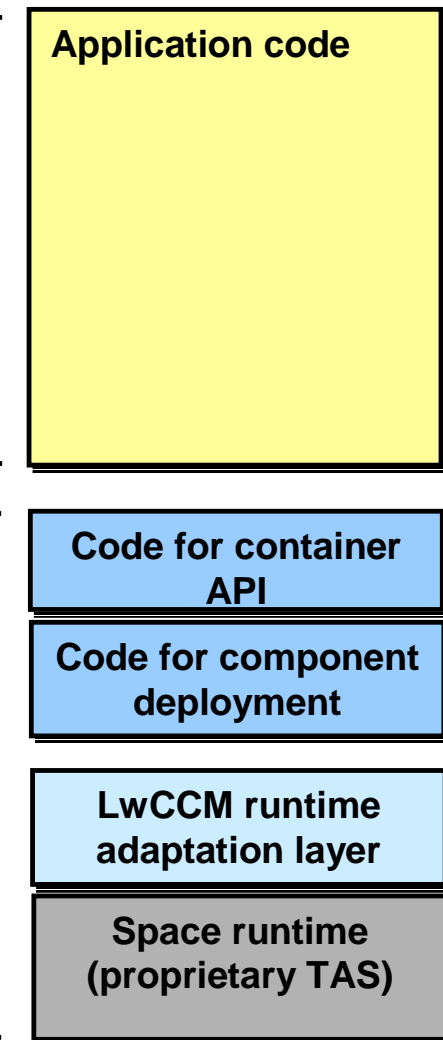 Application code
Code for container
API
Code for component
deployment
LwCCM runtime
adaptation layer
Space runtime
(proprietary TAS)